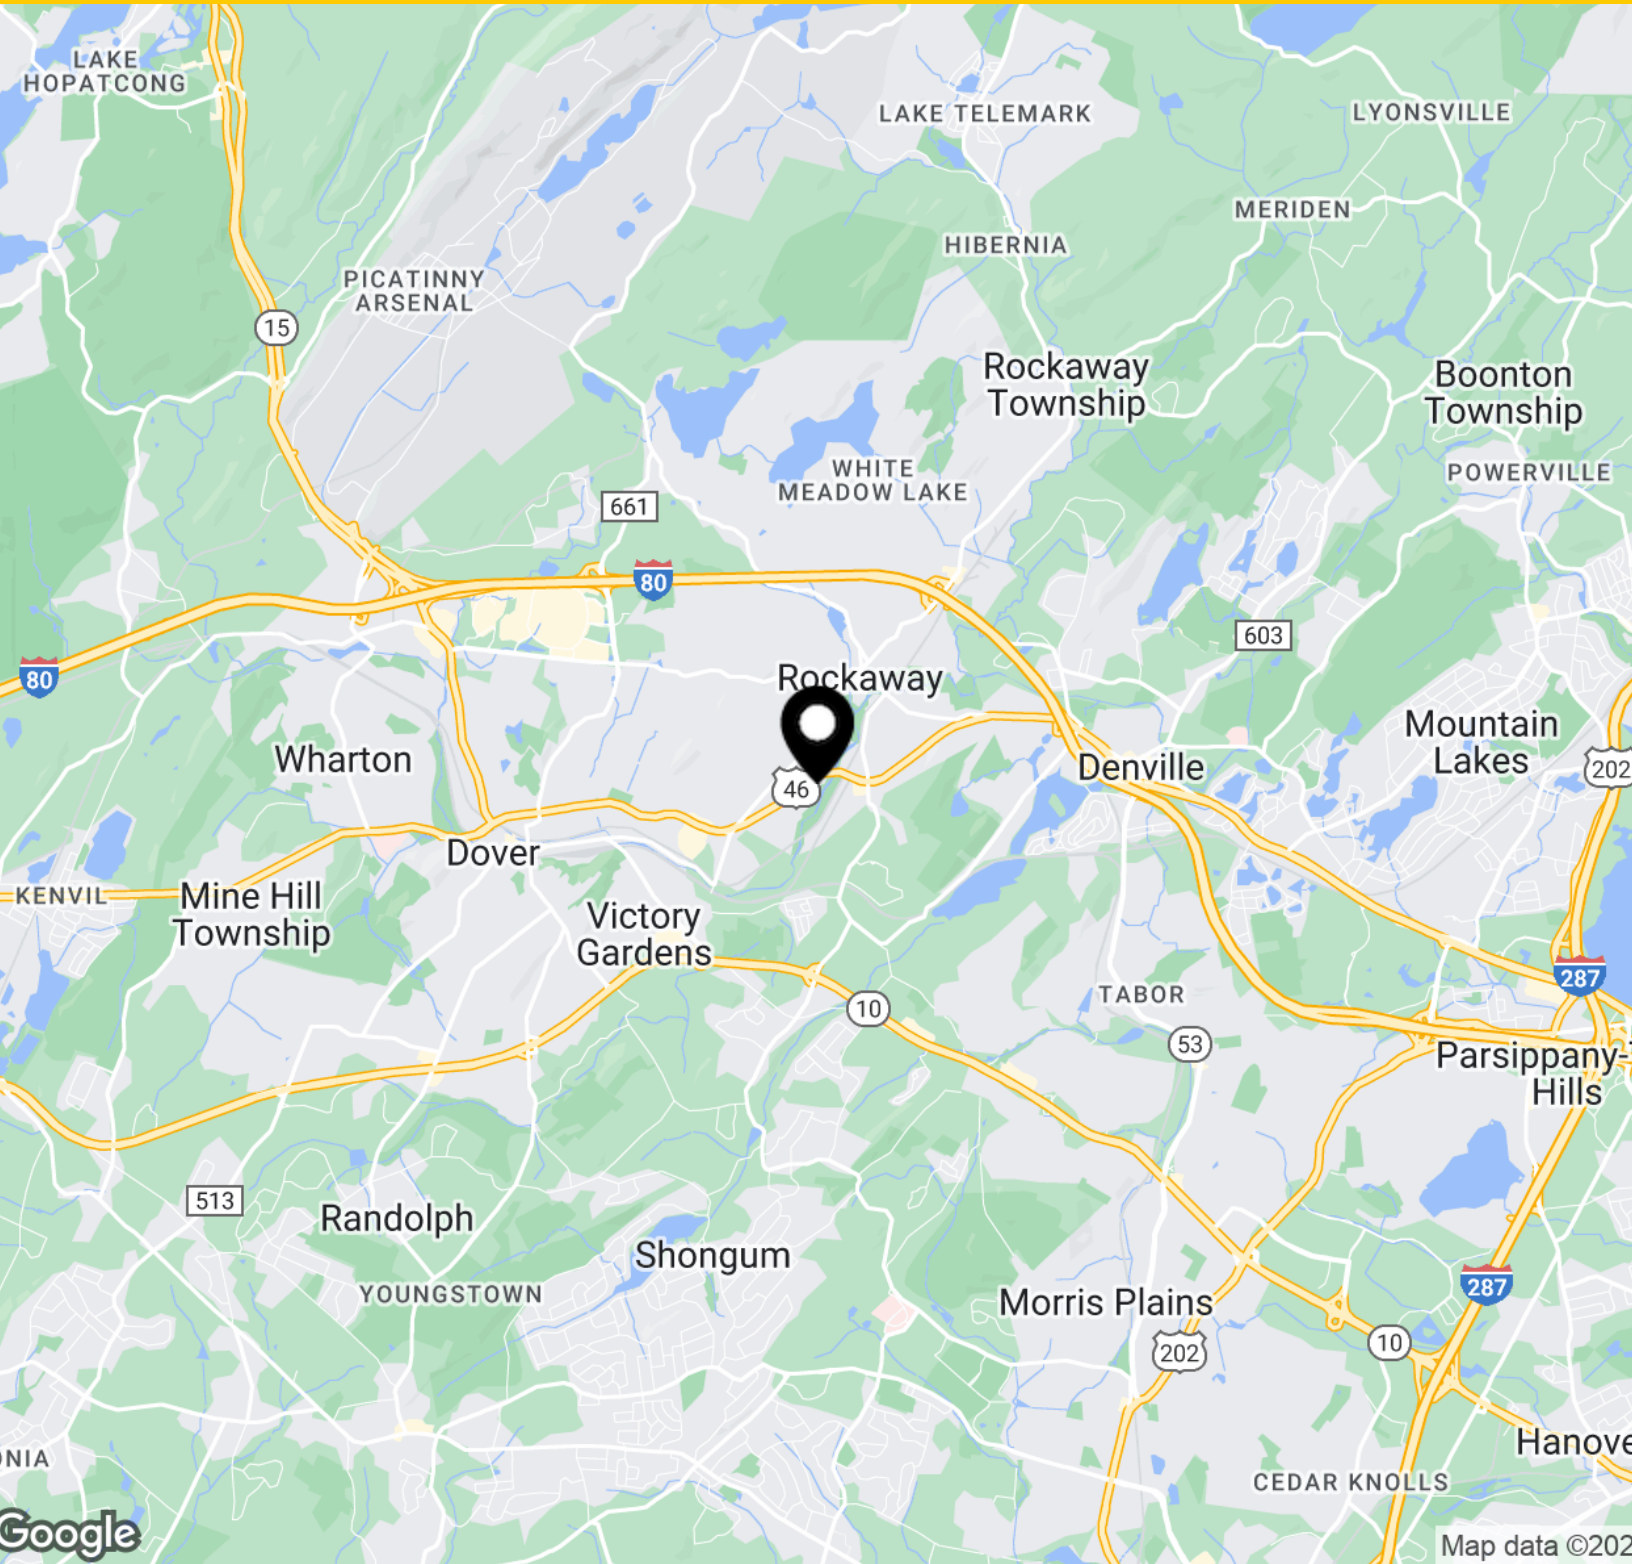 LAKE
HOPATCONG
LAKE TELEMARK
LYONSVILLE
MERIDEN
HIBERNIA
PICATINNY
ARSENAL
15
Rockaway
Township
Boonton
Township
WHITE
MEADOW LAKE
POWERVILLE
661
80
603
80
Rockaway
Wharton
Mountain
Lakes
Denville
202
46
Dover
KENVIL
Mine Hill
Township
Victory
Gardens
287
TABOR
10
53
Parsippany-
Hills
513
Randolph
Shongum
YOUNGSTOWN
287
Morris Plains
10
202
Hanove
NIA
CEDAR KNOLLS
Google
Map data ©202